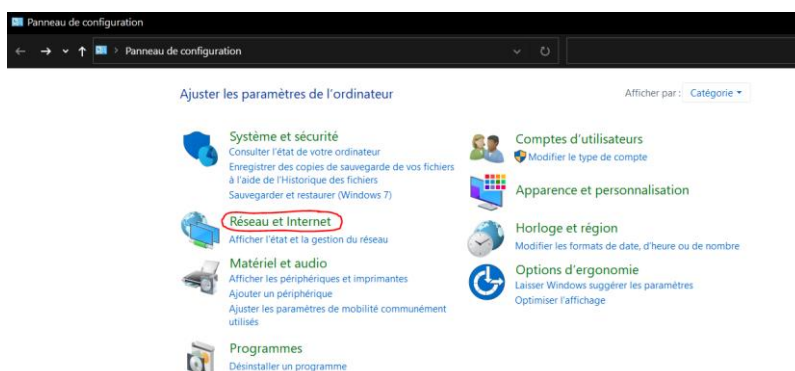 Panneau de configuration
Panneau de configuration
Ajuster les paramètres de l'ordinateur
Afficher par : Catégorie
Système et sécurité
Consulter l'état de votre ordinateur
Enregistrer des copies de sauvegarde de vos fichiers
à l'aide de l'Historique des fichiers
Sauvegarder et restaurer (Windows 7)
Réseau et Internet
Afficher l'état et la gestion du réseau
Matériel et audio
Afficher les périphériques et imprimantes
Ajouter un périphérique
Ajuster les paramètres de mobilité communément
utilisés
Programmes
Désinstaller un programme
Comptes d'utilisateurs
Modifier le type de compte
Apparence et personnalisation
Horloge et région
Modifier les formats de date, d'heure ou de nombre
Options d'ergonomie
Laisser Windows suggérer les paramètres
Optimiser l'affichage